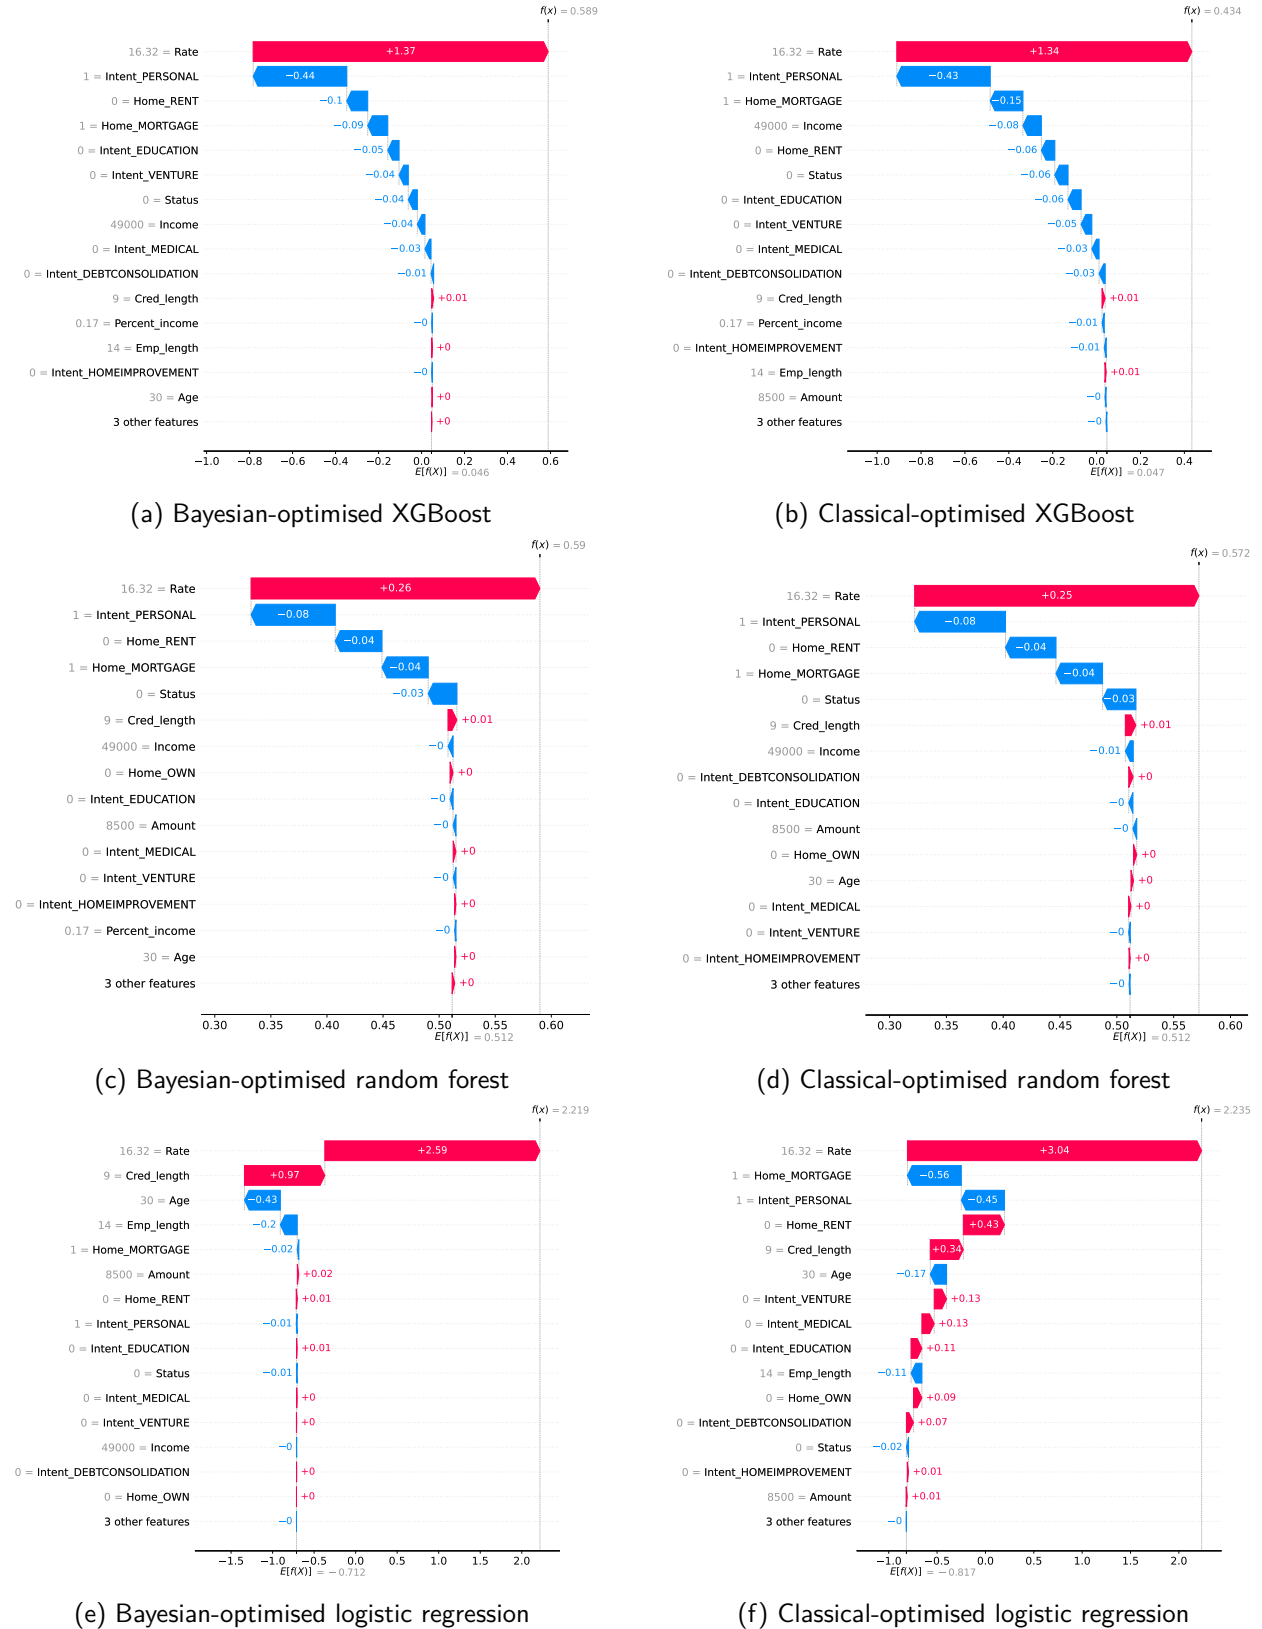 f(x) = 0.589
16.32 = Rate +1.37
1 = Intent_PERSONAL −0.44
0 = Home_RENT −0.1
1 = Home_MORTGAGE −0.09
0 = Intent_EDUCATION −0.05
0 = Intent_VENTURE −0.04
0 = Status −0.04
49000 = Income −0.04
0 = Intent_MEDICAL −0.03
0 = Intent_DEBTCONSOLIDATION −0.01
9 = Cred_length +0.01
0.17 = Percent_income −0
14 = Emp_length +0
0 = Intent_HOMEIMPROVEMENT −0
30 = Age +0
3 other features +0
−1.0 −0.8 −0.6 −0.4 −0.2 0.0 0.2 0.4 0.6
E[f(X)] = 0.046
(a) Bayesian-optimised XGBoost
f(x) = 0.434
16.32 = Rate +1.34
1 = Intent_PERSONAL −0.43
1 = Home_MORTGAGE −0.15
49000 = Income −0.08
0 = Home_RENT −0.06
0 = Status −0.06
0 = Intent_EDUCATION −0.06
0 = Intent_VENTURE −0.05
0 = Intent_MEDICAL −0.03
0 = Intent_DEBTCONSOLIDATION −0.03
9 = Cred_length +0.01
0.17 = Percent_income −0.01
0 = Intent_HOMEIMPROVEMENT −0.01
14 = Emp_length +0.01
8500 = Amount −0
3 other features −0
−1.0 −0.8 −0.6 −0.4 −0.2 0.0 0.2 0.4
E[f(X)] = 0.047
(b) Classical-optimised XGBoost
f(x) = 0.59
16.32 = Rate +0.26
1 = Intent_PERSONAL −0.08
0 = Home_RENT −0.04
1 = Home_MORTGAGE −0.04
0 = Status −0.03
9 = Cred_length +0.01
49000 = Income −0
0 = Home_OWN +0
0 = Intent_EDUCATION −0
8500 = Amount −0
0 = Intent_MEDICAL +0
0 = Intent_VENTURE −0
0 = Intent_HOMEIMPROVEMENT +0
0.17 = Percent_income −0
30 = Age +0
3 other features +0
0.30 0.35 0.40 0.45 0.50 0.55 0.60
E[f(X)] = 0.512
(c) Bayesian-optimised random forest
f(x) = 0.572
16.32 = Rate +0.25
1 = Intent_PERSONAL −0.08
0 = Home_RENT −0.04
1 = Home_MORTGAGE −0.04
0 = Status −0.03
9 = Cred_length +0.01
49000 = Income −0.01
0 = Intent_DEBTCONSOLIDATION +0
0 = Intent_EDUCATION −0
8500 = Amount −0
0 = Home_OWN +0
30 = Age +0
0 = Intent_MEDICAL +0
0 = Intent_VENTURE −0
0 = Intent_HOMEIMPROVEMENT +0
3 other features −0
0.30 0.35 0.40 0.45 0.50 0.55 0.60
E[f(X)] = 0.512
(d) Classical-optimised random forest
f(x) = 2.219
16.32 = Rate +2.59
9 = Cred_length +0.97
30 = Age −0.43
14 = Emp_length −0.2
1 = Home_MORTGAGE −0.02
8500 = Amount +0.02
0 = Home_RENT +0.01
1 = Intent_PERSONAL −0.01
0 = Intent_EDUCATION +0.01
0 = Status −0.01
0 = Intent_MEDICAL +0
0 = Intent_VENTURE +0
49000 = Income −0
0 = Intent_DEBTCONSOLIDATION +0
0 = Home_OWN +0
3 other features −0
−1.5 −1.0 −0.5 0.0 0.5 1.0 1.5 2.0
E[f(X)] = −0.712
(e) Bayesian-optimised logistic regression
f(x) = 2.235
16.32 = Rate +3.04
1 = Home_MORTGAGE −0.56
1 = Intent_PERSONAL −0.45
0 = Home_RENT +0.43
9 = Cred_length +0.34
30 = Age −0.17
0 = Intent_VENTURE +0.13
0 = Intent_MEDICAL +0.13
0 = Intent_EDUCATION +0.11
14 = Emp_length −0.11
0 = Home_OWN +0.09
0 = Intent_DEBTCONSOLIDATION +0.07
0 = Status −0.02
0 = Intent_HOMEIMPROVEMENT +0.01
8500 = Amount +0.01
3 other features −0
−1.0 −0.5 0.0 0.5 1.0 1.5 2.0
E[f(X)] = −0.817
(f) Classical-optimised logistic regression